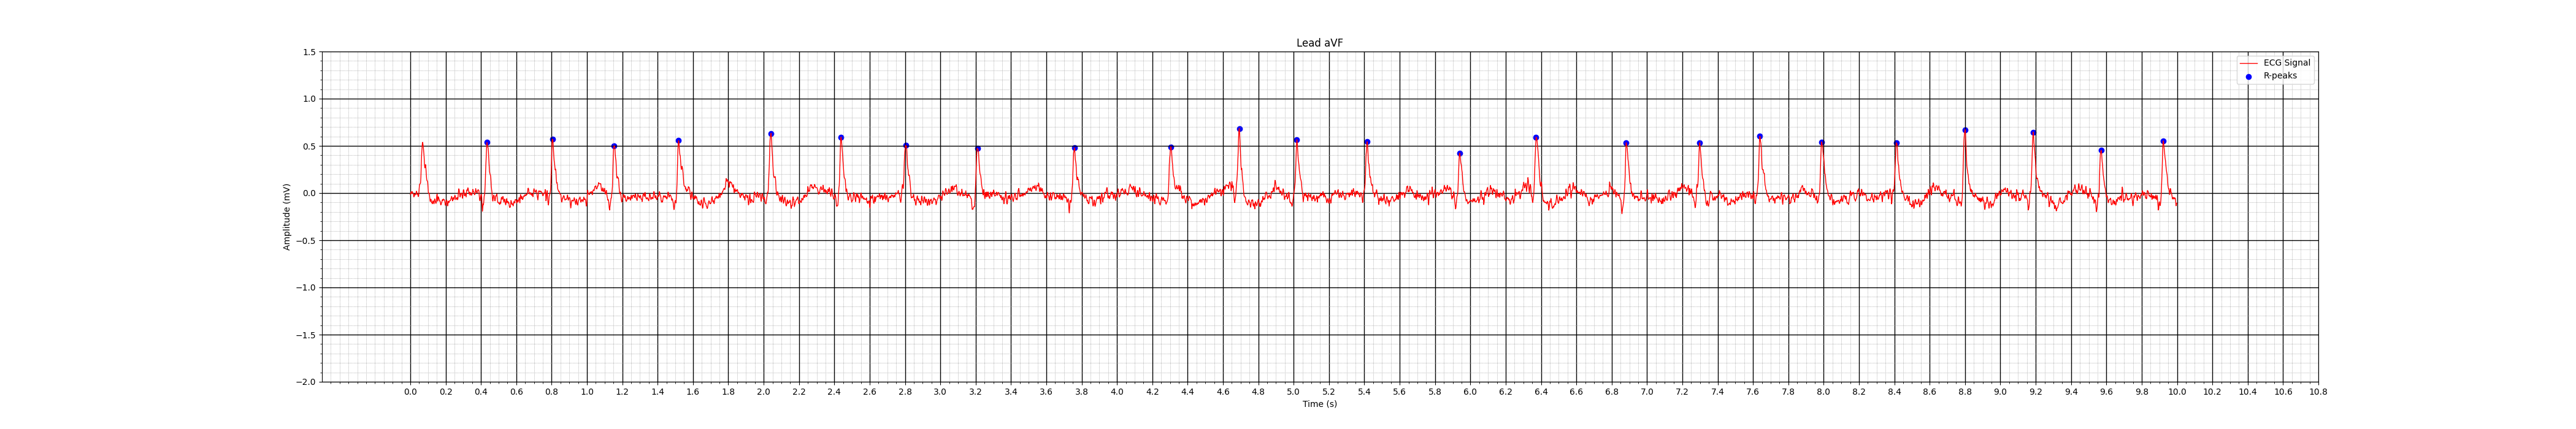 Lead aVF
1.5
1.0
0.5
0.0
−0.5
−1.0
−1.5
−2.0
Amplitude (mV)
ECG Signal
R-peaks
0.0 0.2 0.4 0.6 0.8 1.0 1.2 1.4 1.6 1.8 2.0 2.2 2.4 2.6 2.8 3.0 3.2 3.4 3.6 3.8 4.0 4.2 4.4 4.6 4.8 5.0 5.2 5.4 5.6 5.8 6.0 6.2 6.4 6.6 6.8 7.0 7.2 7.4 7.6 7.8 8.0 8.2 8.4 8.6 8.8 9.0 9.2 9.4 9.6 9.8 10.0 10.2 10.4 10.6 10.8
Time (s)